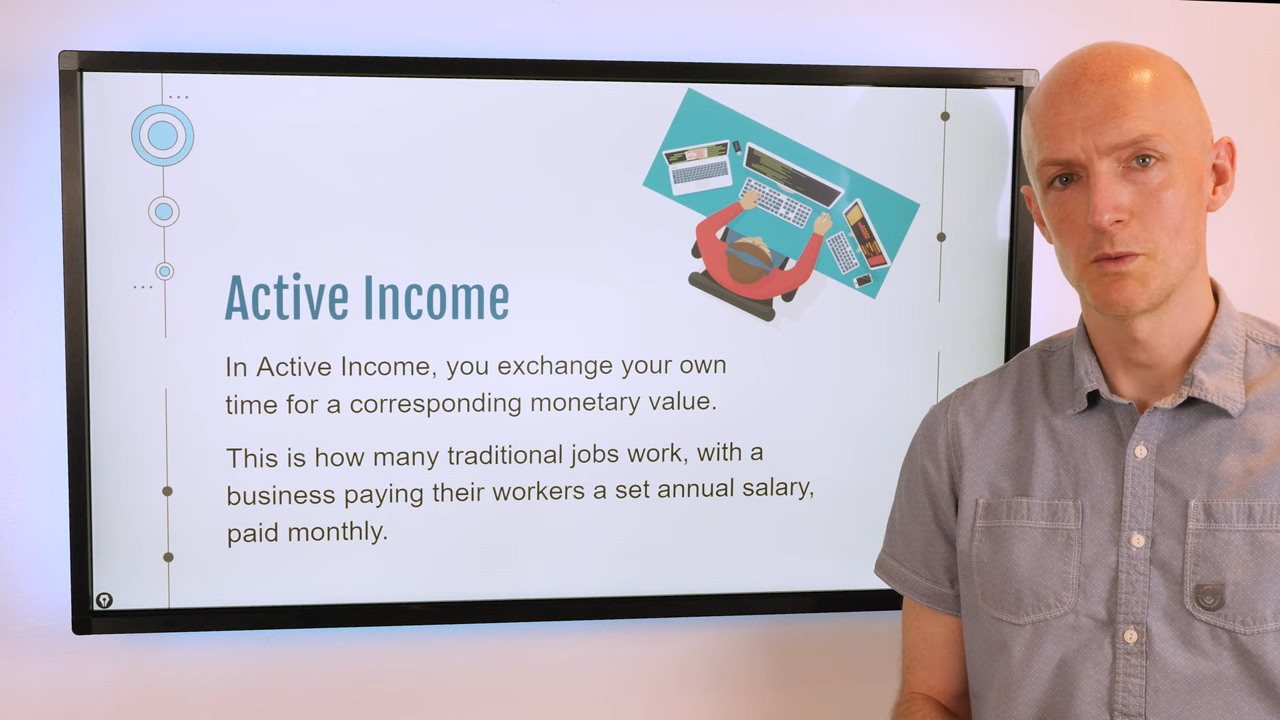 Active Income
In Active Income, you exchange your own
time for a corresponding monetary value.
This is how many traditional jobs work, with a
business paying their workers a set annual salary,
paid monthly.